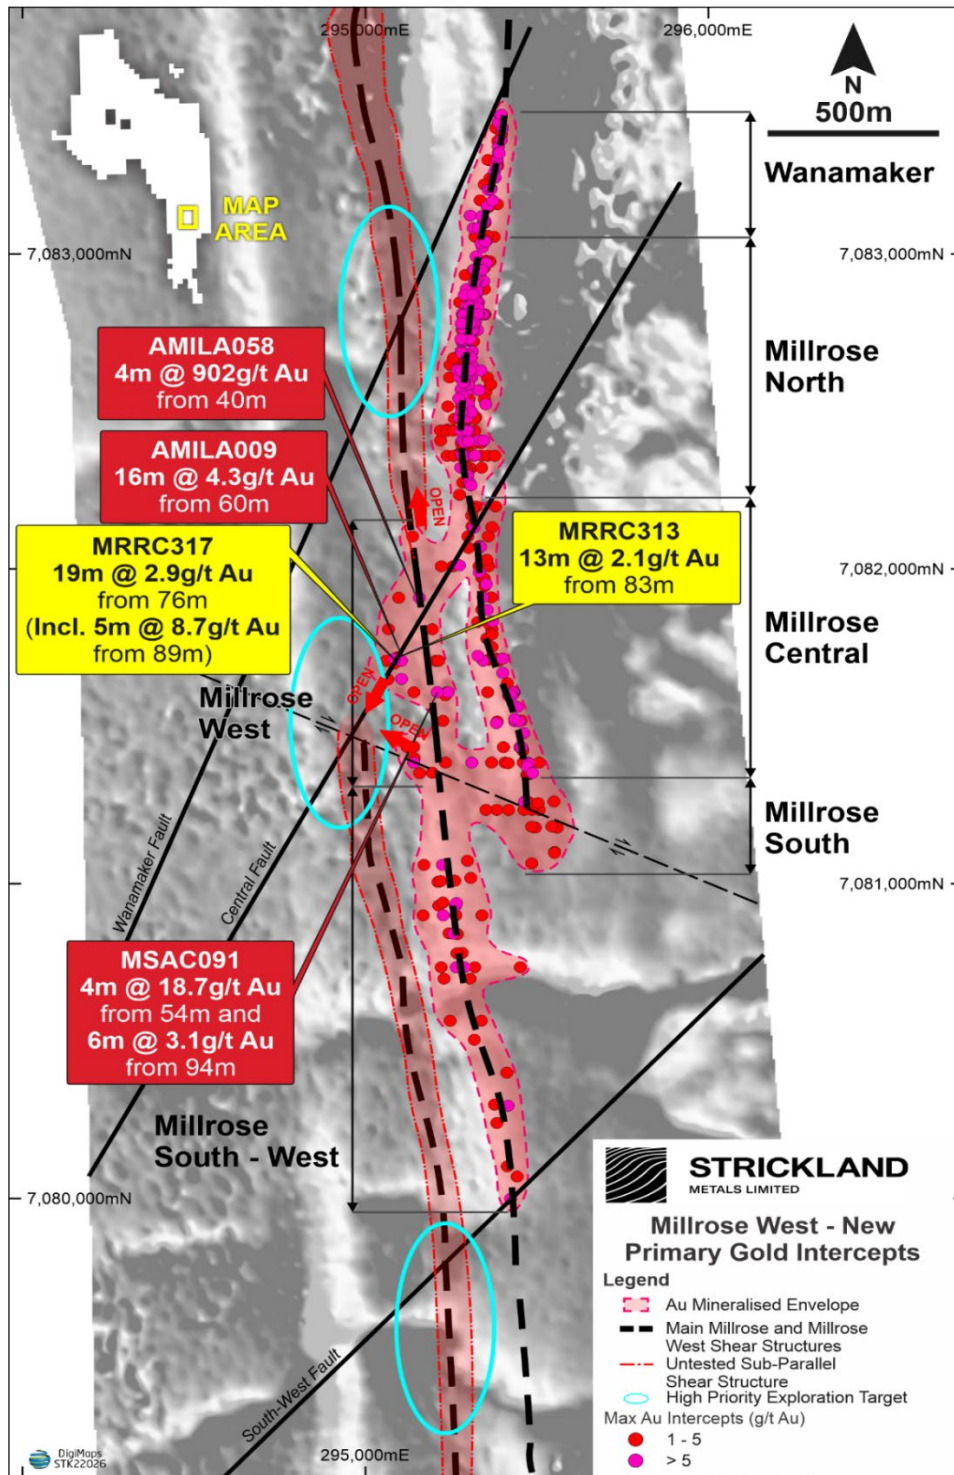 295,000mE
296,000mE
N
500m
MAP
AREA
Wanamaker
7,083,000mN
7,083,000mN
AMILA058
4m @ 902g/t Au
from 40m
Millrose
North
AMILA009
16m @ 4.3g/t Au
from 60m
OPEN
MRRC317
19m @ 2.9g/t Au
from 76m
(Incl. 5m @ 8.7g/t Au
from 89m)
MRRC313
13m @ 2.1g/t Au
from 83m
7,082,000mN
Millrose
Central
OPEN
OPEN
Millrose
West
Millrose
South
Wanamaker Fault
Central Fault
7,081,000mN
MSAC091
4m @ 18.7g/t Au
from 54m and
6m @ 3.1g/t Au
from 94m
Millrose
South - West
7,080,000mN
South-West Fault
295,000mE
DigiMaps
STK22026
STRICKLAND
METALS LIMITED
Millrose West - New
Primary Gold Intercepts
Legend
Au Mineralised Envelope
Main Millrose and Millrose
West Shear Structures
Untested Sub-Parallel
Shear Structure
High Priority Exploration Target
Max Au Intercepts (g/t Au)
1 - 5
> 5